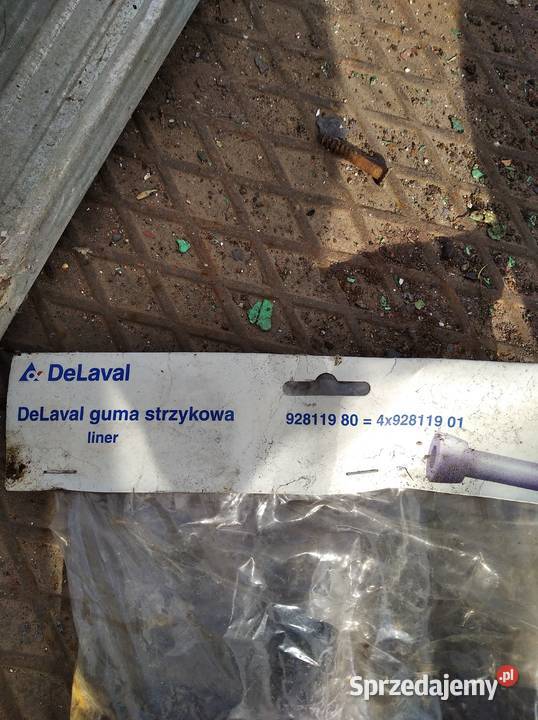 DeLaval
DeLaval guma strzykowa
liner
928119 80 = 4x928119 01
Sprzedajemy.pl